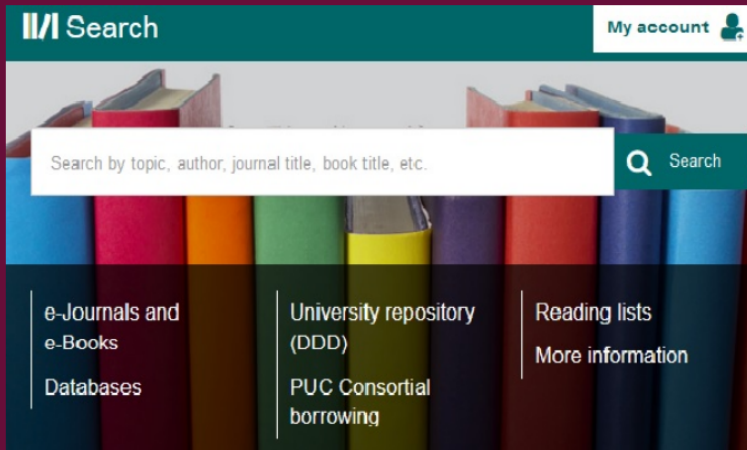 Search
My account
Search by topic, author, journal title, book title, etc.
Search
e-Journals and
e-Books
Databases
University repository
(DDD)
PUC Consortial
borrowing
Reading lists
More information